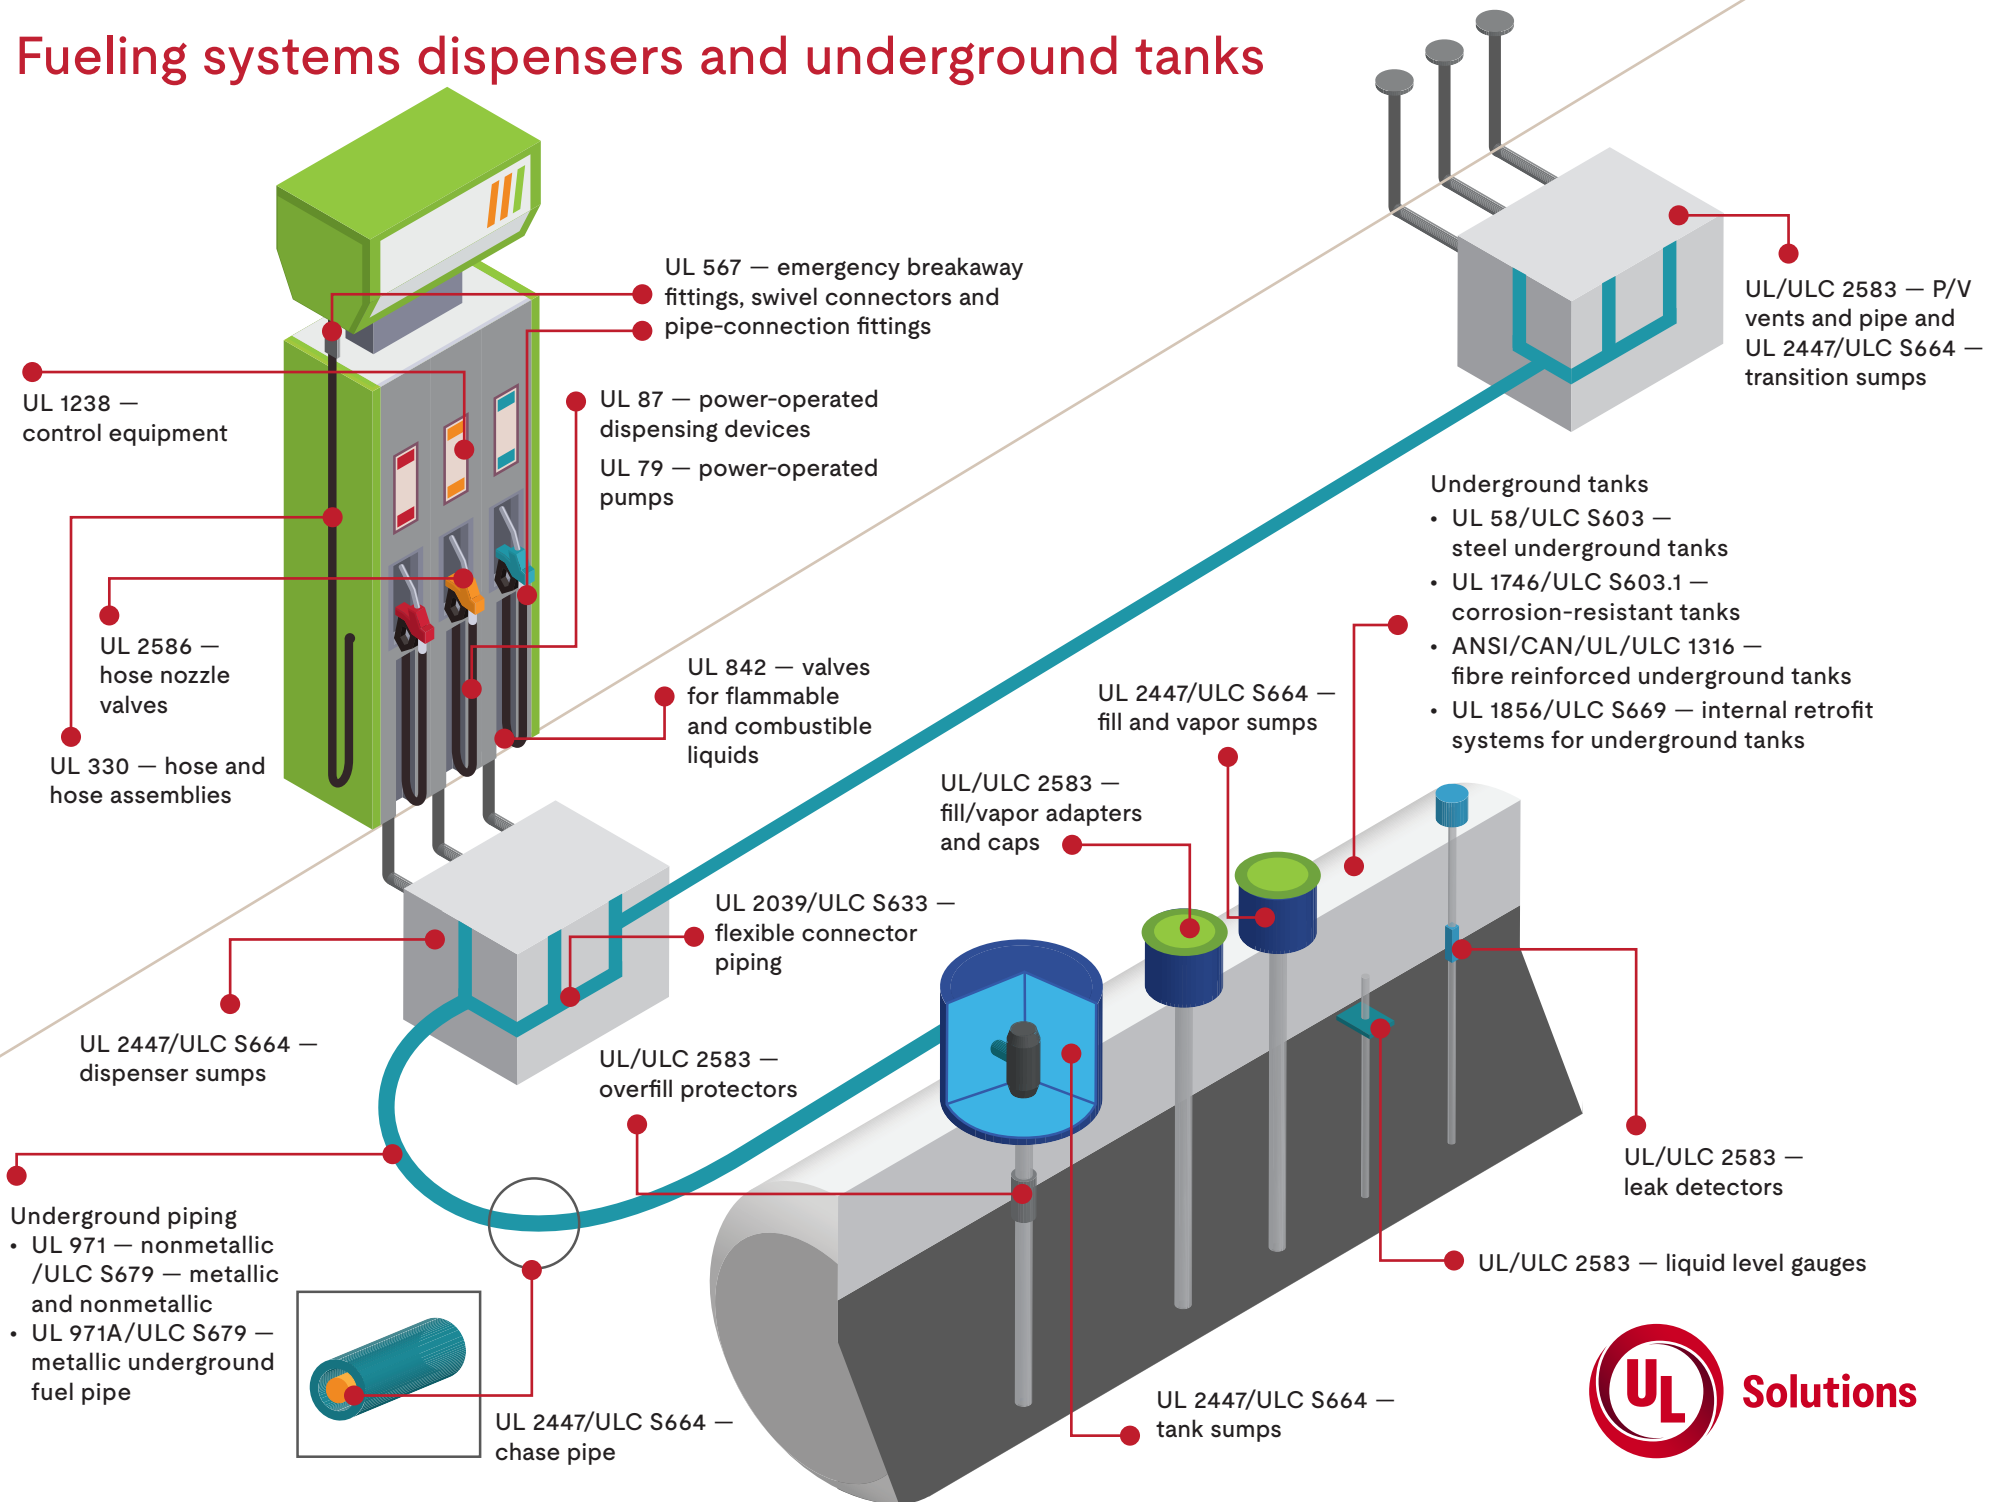 Fueling systems dispensers and underground tanks
UL 567 — emergency breakaway
fittings, swivel connectors and
pipe-connection fittings
UL/ULC 2583 — P/V
vents and pipe and
UL 2447/ULC S664 —
transition sumps
UL 1238 —
control equipment
UL 87 — power-operated
dispensing devices
UL 79 — power-operated
pumps
Underground tanks
• UL 58/ULC S603 —
steel underground tanks
• UL 1746/ULC S603.1 —
corrosion-resistant tanks
• ANSI/CAN/UL/ULC 1316 —
fibre reinforced underground tanks
• UL 1856/ULC S669 — internal retrofit
systems for underground tanks
UL 2586 —
hose nozzle
valves
UL 842 — valves
for flammable
and combustible
liquids
UL 2447/ULC S664 —
fill and vapor sumps
UL 330 — hose and
hose assemblies
UL/ULC 2583 —
fill/vapor adapters
and caps
UL 2039/ULC S633 —
flexible connector
piping
UL 2447/ULC S664 —
dispenser sumps
UL/ULC 2583 —
overfill protectors
UL/ULC 2583 —
leak detectors
Underground piping
• UL 971 — nonmetallic
/ULC S679 — metallic
and nonmetallic
• UL 971A/ULC S679 —
metallic underground
fuel pipe
UL/ULC 2583 — liquid level gauges
UL 2447/ULC S664 —
chase pipe
UL 2447/ULC S664 —
tank sumps
UL Solutions